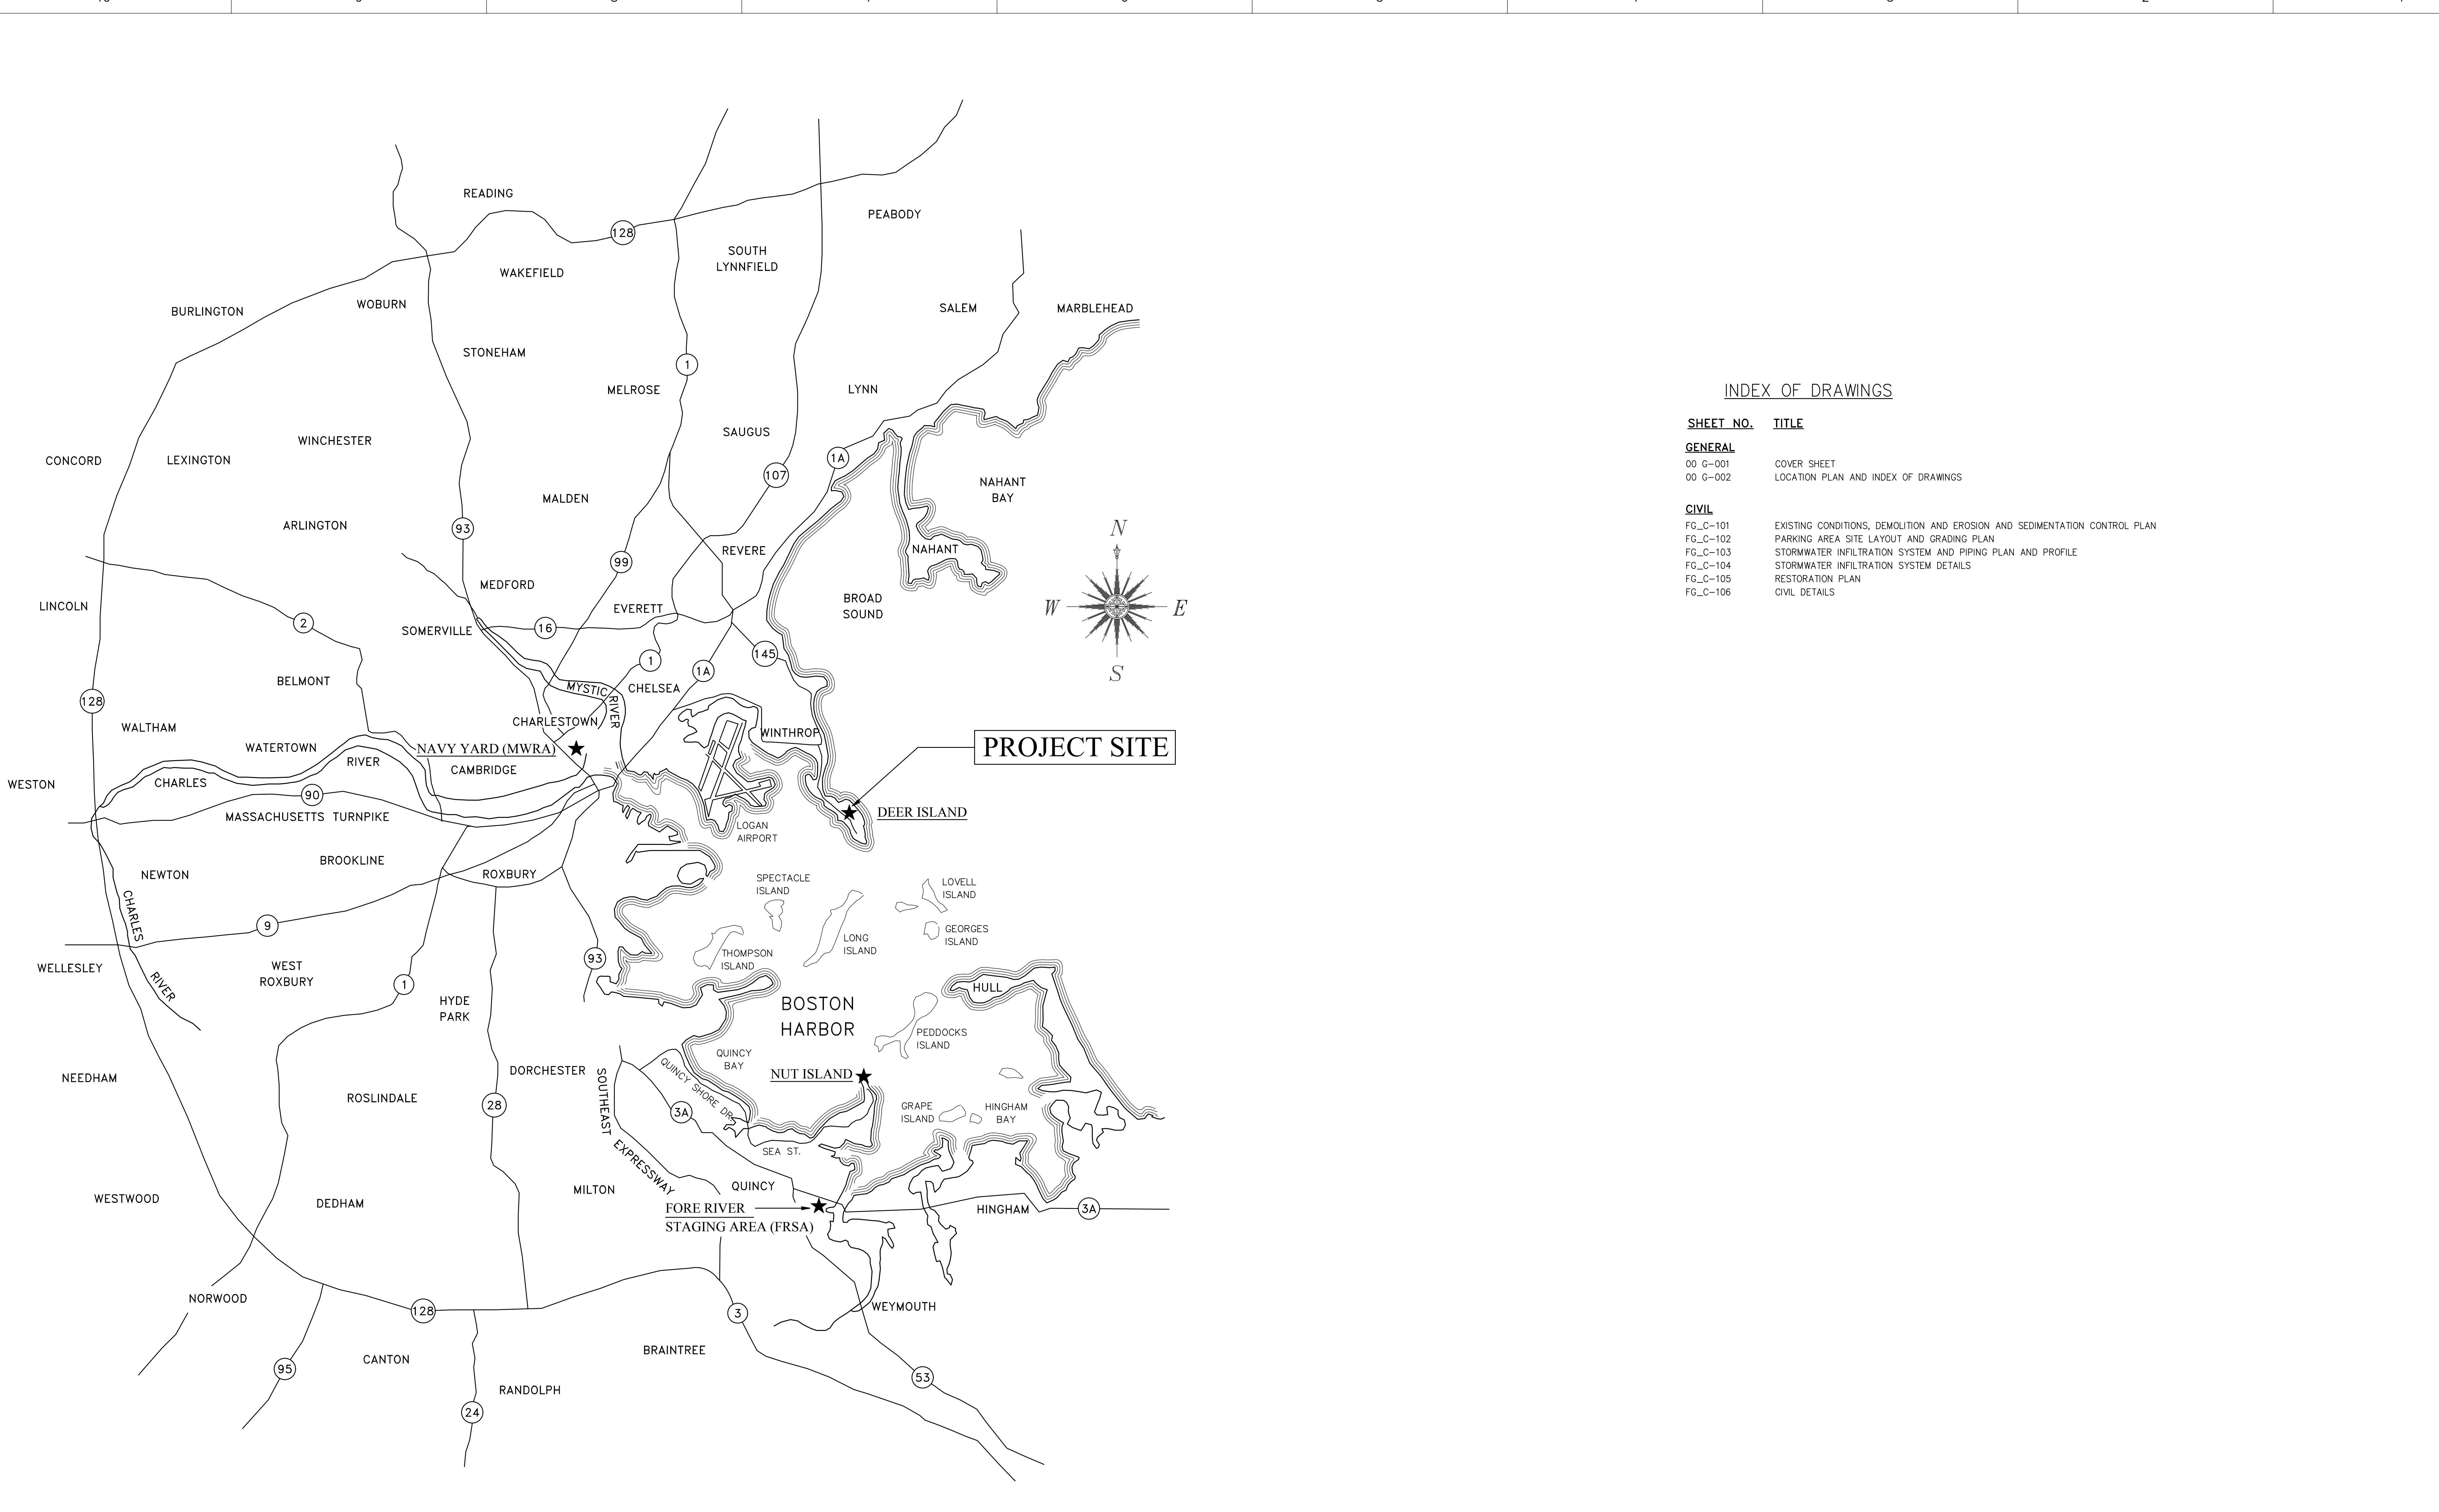 READING
PEABODY
128
SOUTH
LYNNFIELD
WAKEFIELD
WOBURN
BURLINGTON
SALEM
MARBLEHEAD
STONEHAM
1
MELROSE
LYNN
INDEX OF DRAWINGS
SHEET NO. TITLE
GENERAL
00 G-001 COVER SHEET
00 G-002 LOCATION PLAN AND INDEX OF DRAWINGS
CIVIL
FG_C-101 EXISTING CONDITIONS, DEMOLITION AND EROSION AND SEDIMENTATION CONTROL PLAN
FG_C-102 PARKING AREA SITE LAYOUT AND GRADING PLAN
FG_C-103 STORMWATER INFILTRATION SYSTEM AND PIPING PLAN AND PROFILE
FG_C-104 STORMWATER INFILTRATION SYSTEM DETAILS
FG_C-105 RESTORATION PLAN
FG_C-106 CIVIL DETAILS
SAUGUS
WINCHESTER
CONCORD
LEXINGTON
1A
107
NAHANT
BAY
MALDEN
ARLINGTON
93
N
REVERE
NAHANT
99
MEDFORD
BROAD
SOUND
LINCOLN
EVERETT
W
E
2
16
SOMERVILLE
145
1
1A
S
BELMONT
MYSTIC
RIVER
CHELSEA
128
CHARLESTOWN
WALTHAM
WINTHROP
WATERTOWN
NAVY YARD (MWRA)
PROJECT SITE
RIVER
CAMBRIDGE
WESTON
CHARLES
90
MASSACHUSETTS TURNPIKE
DEER ISLAND
LOGAN
AIRPORT
BROOKLINE
NEWTON
ROXBURY
SPECTACLE
ISLAND
LOVELL
ISLAND
CHARLES
RIVER
9
GEORGES
ISLAND
LONG
ISLAND
THOMPSON
ISLAND
93
WELLESLEY
WEST
ROXBURY
1
HYDE
PARK
HULL
BOSTON
HARBOR
PEDDOCKS
ISLAND
QUINCY
BAY
NUT ISLAND
NEEDHAM
DORCHESTER
SOUTHEAST EXPRESSWAY
QUINCY SHORE DR.
ROSLINDALE
28
3A
GRAPE
ISLAND
HINGHAM
BAY
SEA ST.
QUINCY
MILTON
WESTWOOD
DEDHAM
FORE RIVER
STAGING AREA (FRSA)
HINGHAM
3A
NORWOOD
128
3
WEYMOUTH
BRAINTREE
CANTON
95
53
RANDOLPH
24